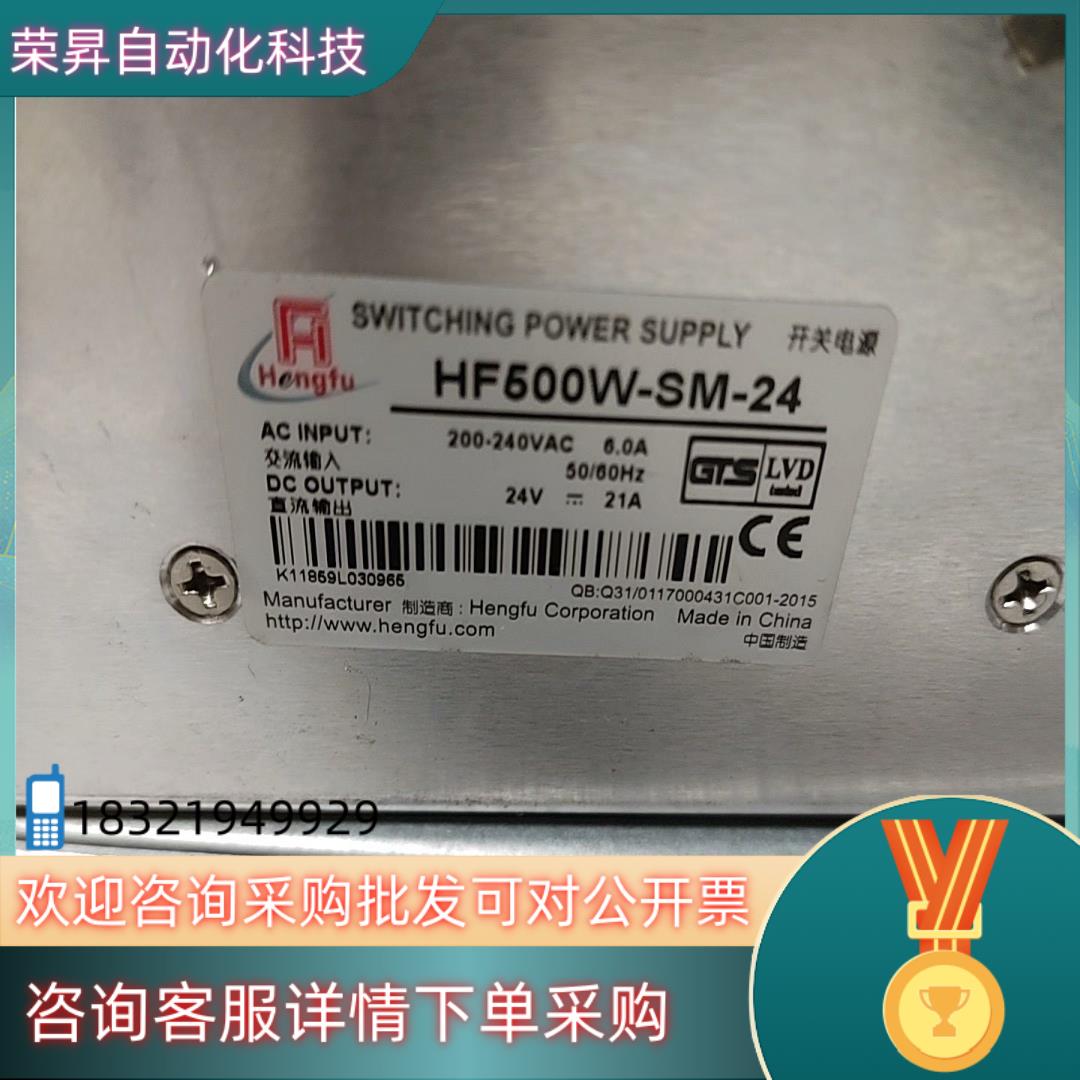 荣昇自动化科技
Hengfu
SWITCHING POWER SUPPLY 开关电源
HF500W-SM-24
AC INPUT: 200-240VAC 6.0A
交流输入 50/60Hz
DC OUTPUT: 24V 21A
直流输出
GTS LVD
CE
K11859L030965
QB:Q31/0117000431C001-2015
Manufacturer 制造商: Hengfu Corporation Made in China
http://www.hengfu.com 中国制造
18321949929
欢迎咨询采购批发可对公开票
咨询客服详情下单采购